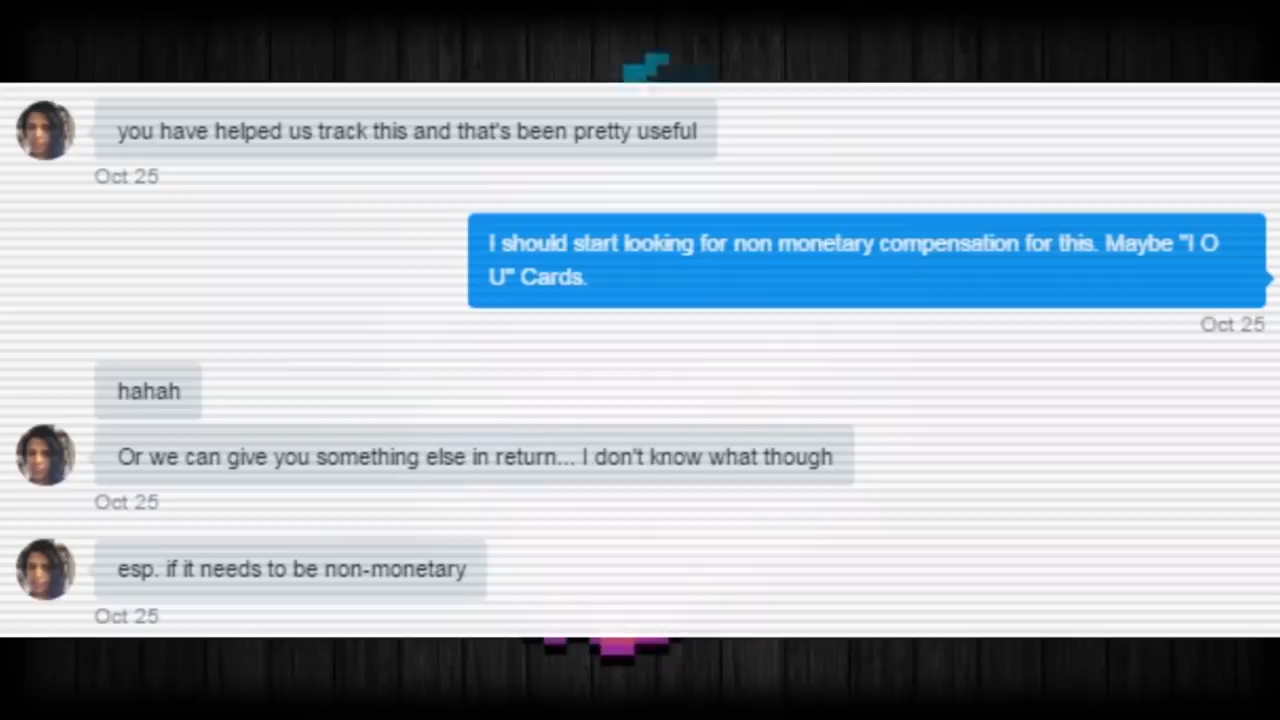 you have helped us track this and that's been pretty useful
Oct 25
I should start looking for non monetary compensation for this. Maybe "I O
U" Cards.
Oct 25
hahah
Or we can give you something else in return... I don't know what though
Oct 25
esp. if it needs to be non-monetary
Oct 25